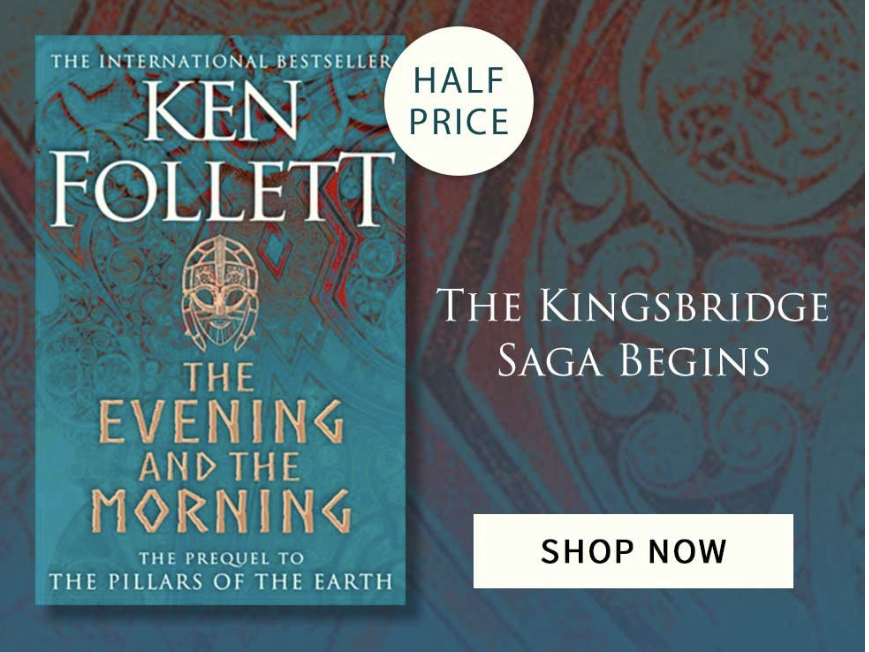 THE INTERNATIONAL BESTSELLER
KEN
FOLLETT
THE
EVENING
AND THE
MORNING
THE PREQUEL TO
THE PILLARS OF THE EARTH
HALF
PRICE
THE KINGSBRIDGE
SAGA BEGINS
SHOP NOW